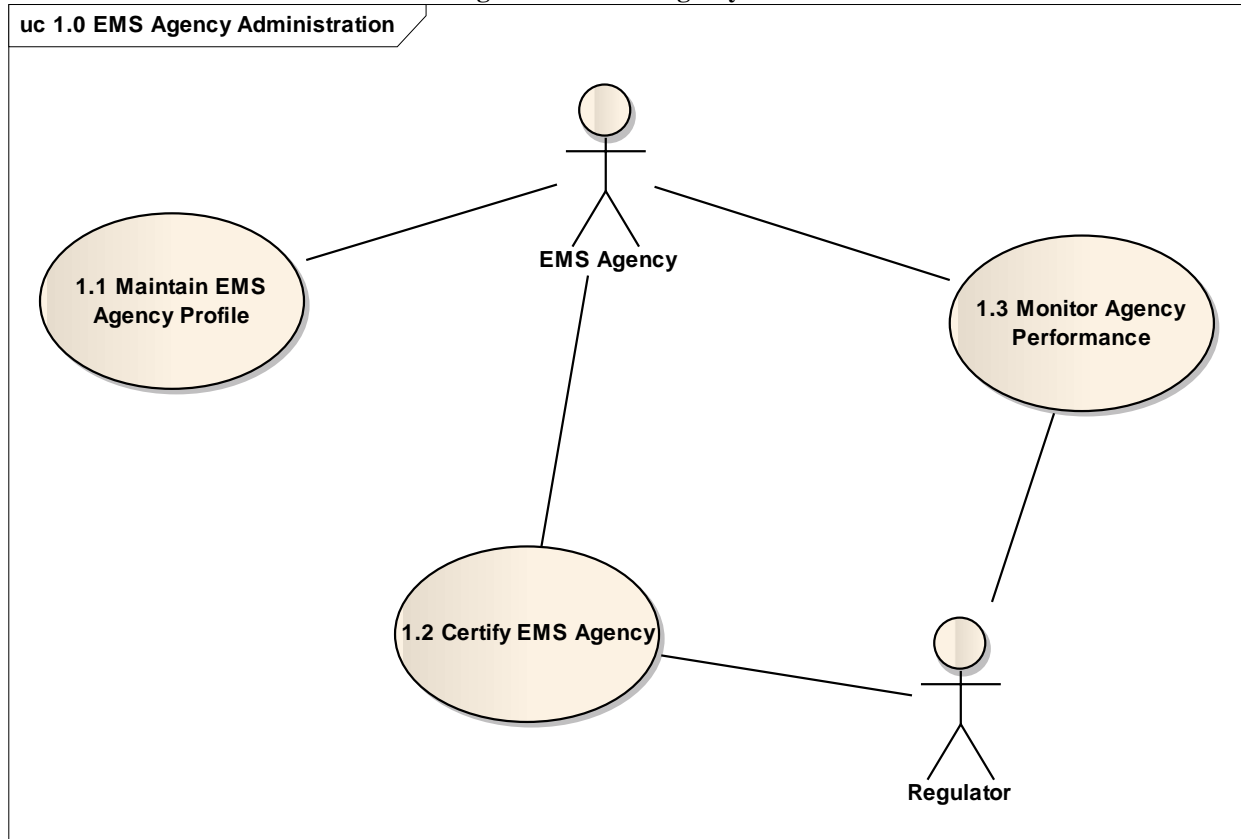 uc 1.0 EMS Agency Administration
EMS Agency
1.1 Maintain EMS
Agency Profile
1.3 Monitor Agency
Performance
1.2 Certify EMS Agency
Regulator